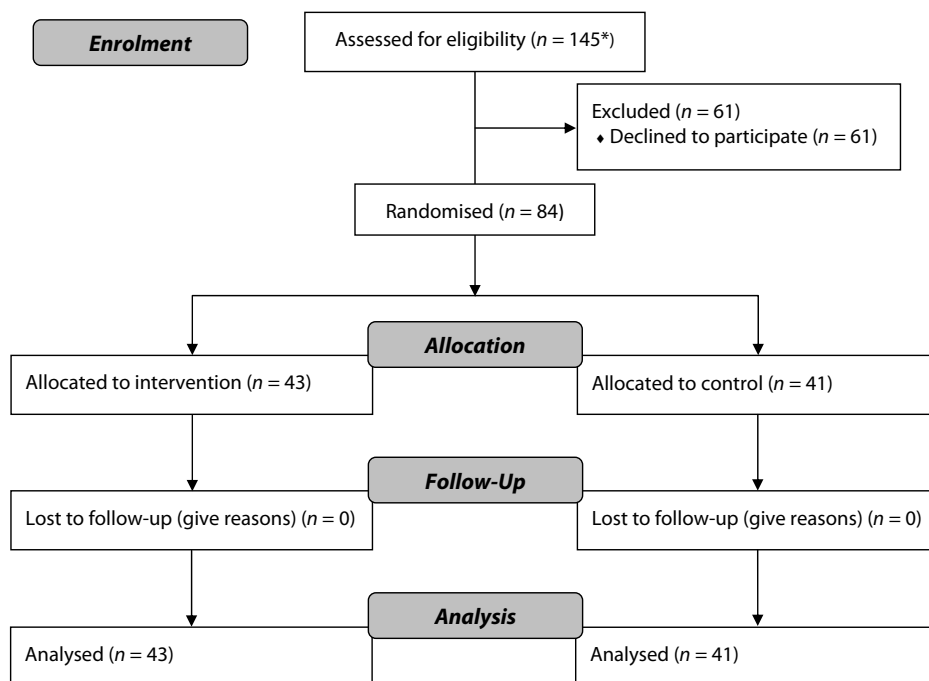 Enrolment
Assessed for eligibility (n = 145*)
Excluded (n = 61)
♦ Declined to participate (n = 61)
Randomised (n = 84)
Allocation
Allocated to intervention (n = 43)
Allocated to control (n = 41)
Follow-Up
Lost to follow-up (give reasons) (n = 0)
Lost to follow-up (give reasons) (n = 0)
Analysis
Analysed (n = 43)
Analysed (n = 41)